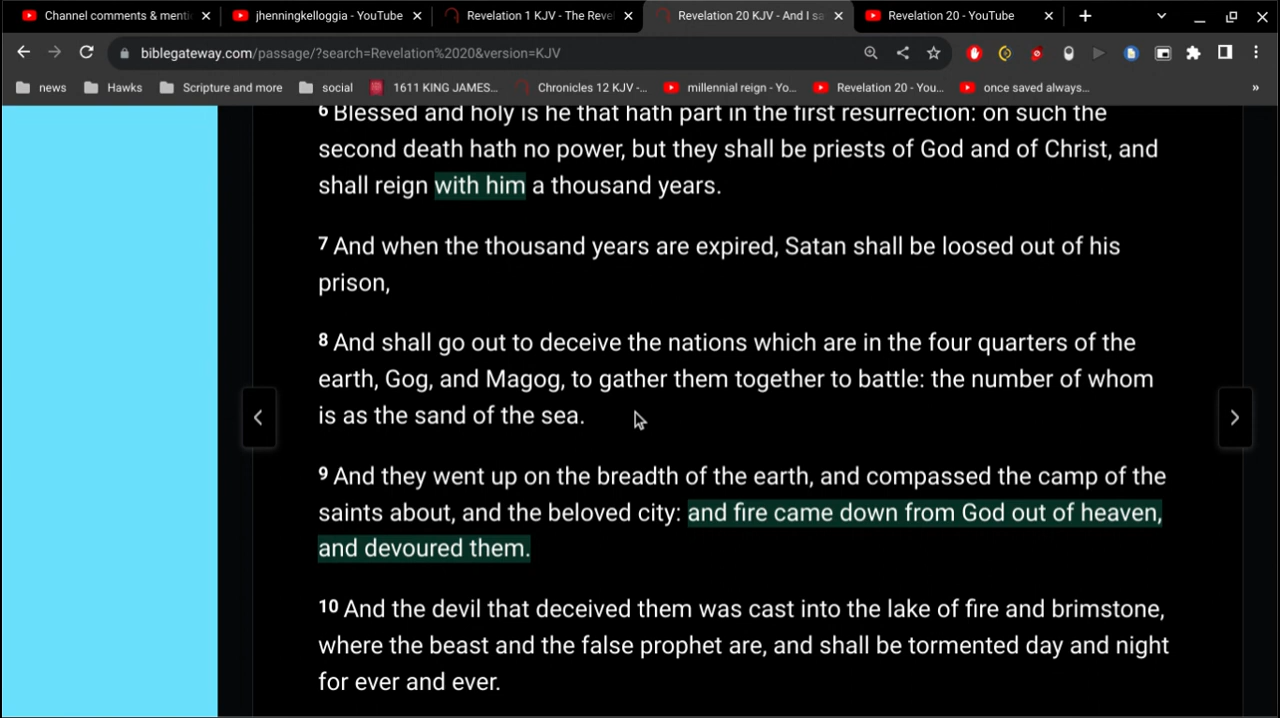 Channel comments & menti
jhenningkelloggia - YouTube
Revelation 1 KJV - The Reve
Revelation 20 KJV - And I sa
Revelation 20 - YouTube
biblegateway.com/passage/?search=Revelation%2020&version=KJV
news
Hawks
Scripture and more
social
1611 KING JAMES...
Chronicles 12 KJV -...
millennial reign - Yo...
Revelation 20 - You...
once saved always...
»
6 Blessed and holy is he that hath part in the first resurrection: on such the
second death hath no power, but they shall be priests of God and of Christ, and
shall reign with him a thousand years.
7 And when the thousand years are expired, Satan shall be loosed out of his
prison,
8 And shall go out to deceive the nations which are in the four quarters of the
earth, Gog, and Magog, to gather them together to battle: the number of whom
is as the sand of the sea.
9 And they went up on the breadth of the earth, and compassed the camp of the
saints about, and the beloved city: and fire came down from God out of heaven,
and devoured them.
10 And the devil that deceived them was cast into the lake of fire and brimstone,
where the beast and the false prophet are, and shall be tormented day and night
for ever and ever.